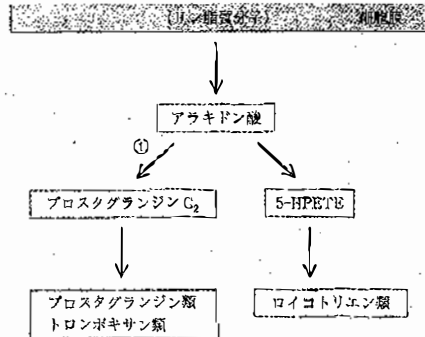 (リン脂質分子) 細胞膜
アラキドン酸
①
プロスタグランジン G₂ 5-HPETE
プロスタグランジン類 ロイコトリエン類
トロンボキサン類